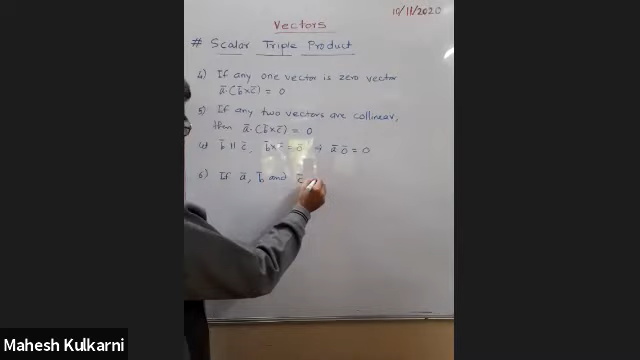 10/11/2020
Vectors
# Scalar Triple Product
4) If any one vector is zero vector
a̅·(b̅×c̅) = 0
5) If any two vectors are collinear,
then a̅·(b̅×c̅) = 0
Let b̅ || c̅, b̅×c̅ = 0̅ → a̅·0̅ = 0
6) If a̅, b̅ and c̅
Mahesh Kulkarni